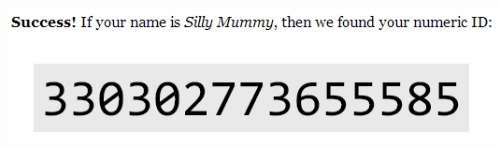 Success! If your name is Silly Mummy, then we found your numeric ID:
330302773655585